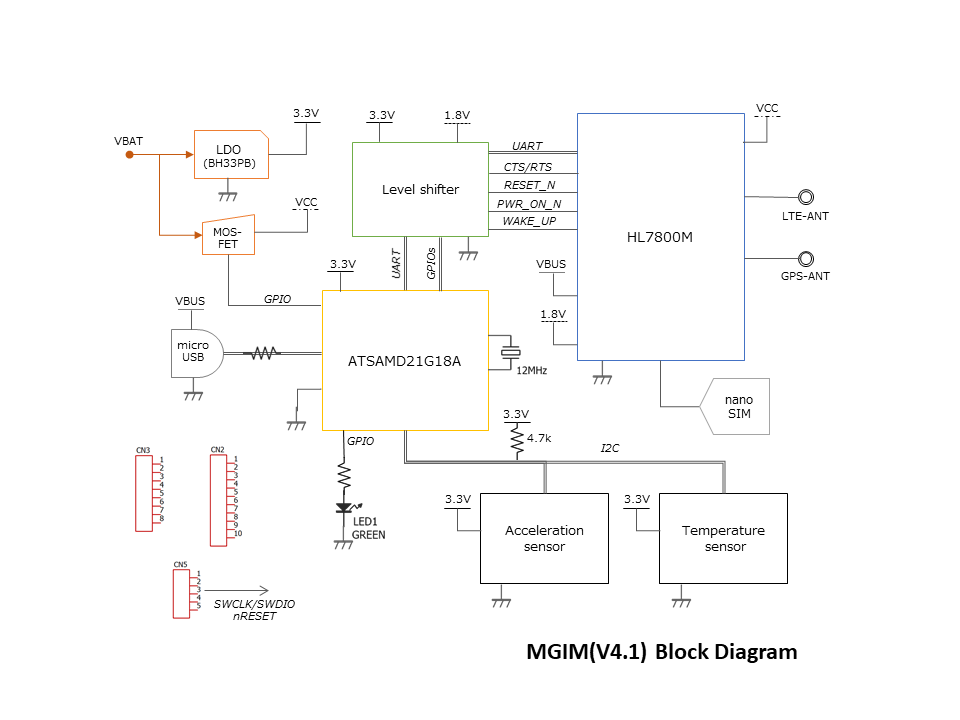 VBAT
LDO
(BH33PB)
3.3V
MOS-
FET
VCC
GPIO
3.3V
1.8V
Level shifter
UART
CTS/RTS
RESET_N
PWR_ON_N
WAKE_UP
UART
GPIOs
HL7800M
VCC
LTE-ANT
GPS-ANT
VBUS
1.8V
nano
SIM
VBUS
micro
USB
3.3V
ATSAMD21G18A
12MHz
GPIO
LED1
GREEN
3.3V
4.7k
I2C
3.3V
Acceleration
sensor
3.3V
Temperature
sensor
CN3
1
2
3
4
5
6
7
8
CN2
1
2
3
4
5
6
7
8
9
10
CN5
1
2
3
4
5
SWCLK/SWDIO
nRESET
MGIM(V4.1) Block Diagram